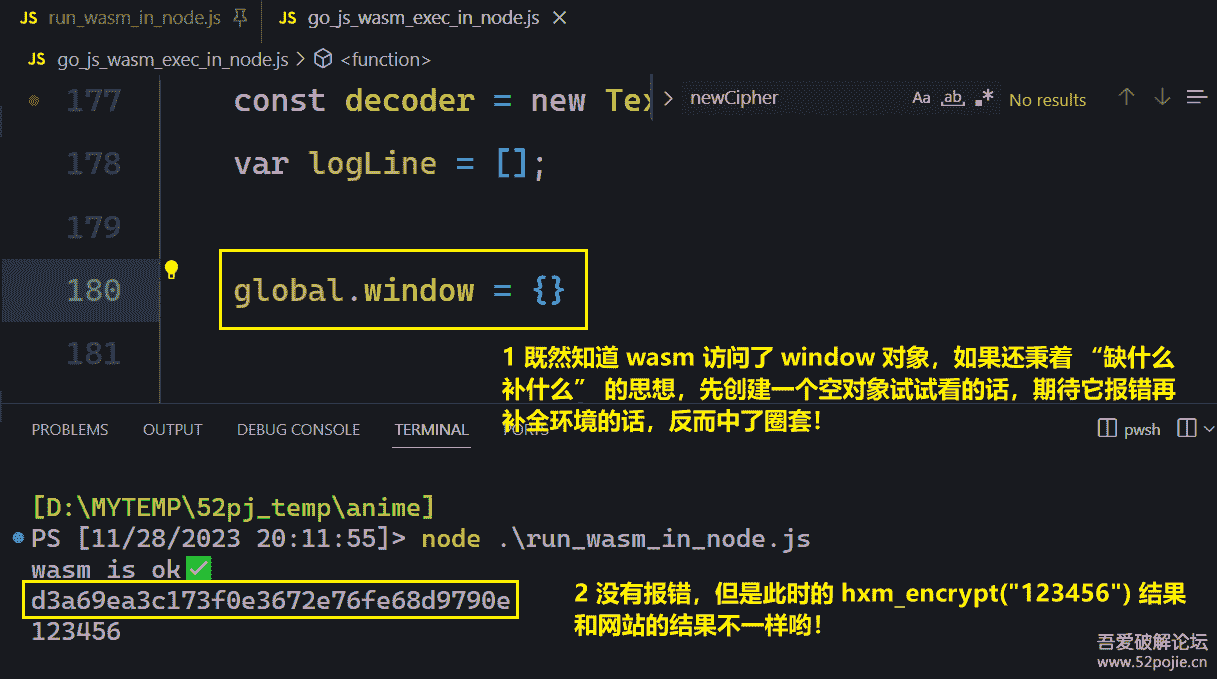 JS run_wasm_in_node.js JS go_js_wasm_exec_in_node.js
JS go_js_wasm_exec_in_node.js > <function>
177 const decoder = new Tex
> newCipher Aa ab No results
178 var logLine = [];
179
180 global.window = {}
181
1 既然知道 wasm 访问了 window 对象，如果还秉着 “缺什么
补什么” 的思想，先创建一个空对象试试看的话，期待它报错再
补全环境的话，反而中了圈套！
PROBLEMS OUTPUT DEBUG CONSOLE TERMINAL PORTS pwsh
[D:\MYTEMP\52pj_temp\anime]
PS [11/28/2023 20:11:55]> node .\run_wasm_in_node.js
wasm is ok✅
d3a69ea3c173f0e3672e76fe68d9790e
123456
2 没有报错，但是此时的 hxm_encrypt("123456") 结果
和网站的结果不一样哟！
吾爱破解论坛
www.52pojie.cn